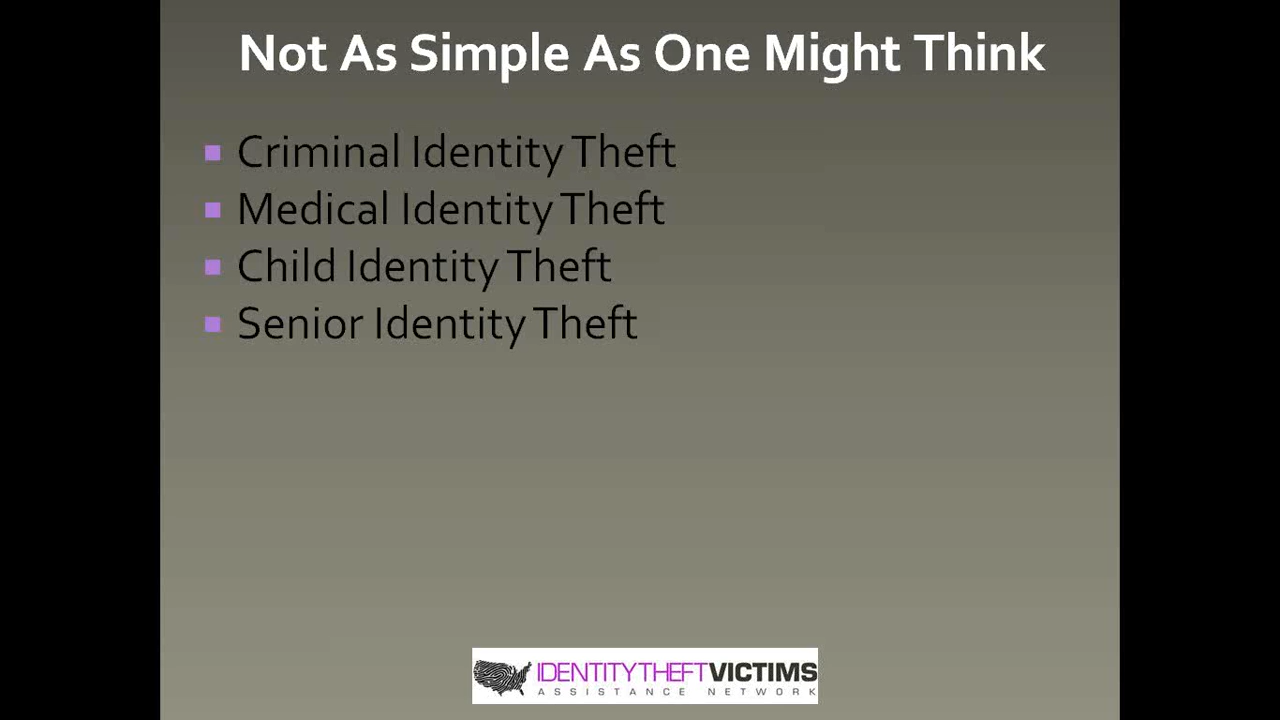 Not As Simple As One Might Think
Criminal Identity Theft
Medical Identity Theft
Child Identity Theft
Senior Identity Theft
IDENTITYTHEFTVICTIMS
ASSISTANCE NETWORK